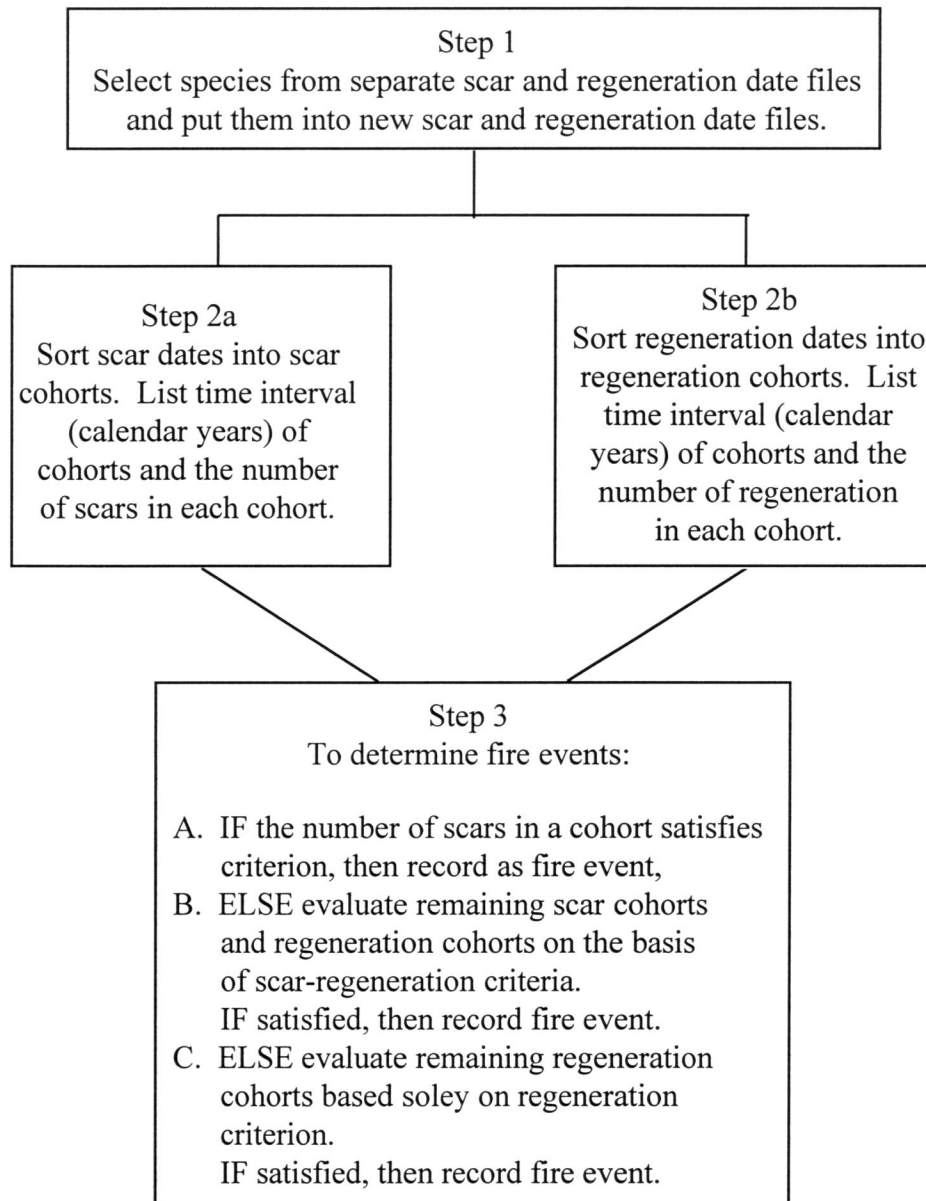 Step 1
Select species from separate scar and regeneration date files
and put them into new scar and regeneration date files.
Step 2a
Sort scar dates into scar
cohorts. List time interval
(calendar years) of
cohorts and the number
of scars in each cohort.
Step 2b
Sort regeneration dates into
regeneration cohorts. List
time interval (calendar
years) of cohorts and the
number of regeneration
in each cohort.
Step 3
To determine fire events:
A. IF the number of scars in a cohort satisfies
criterion, then record as fire event,
B. ELSE evaluate remaining scar cohorts
and regeneration cohorts on the basis
of scar-regeneration criteria.
IF satisfied, then record fire event.
C. ELSE evaluate remaining regeneration
cohorts based soley on regeneration
criterion.
IF satisfied, then record fire event.